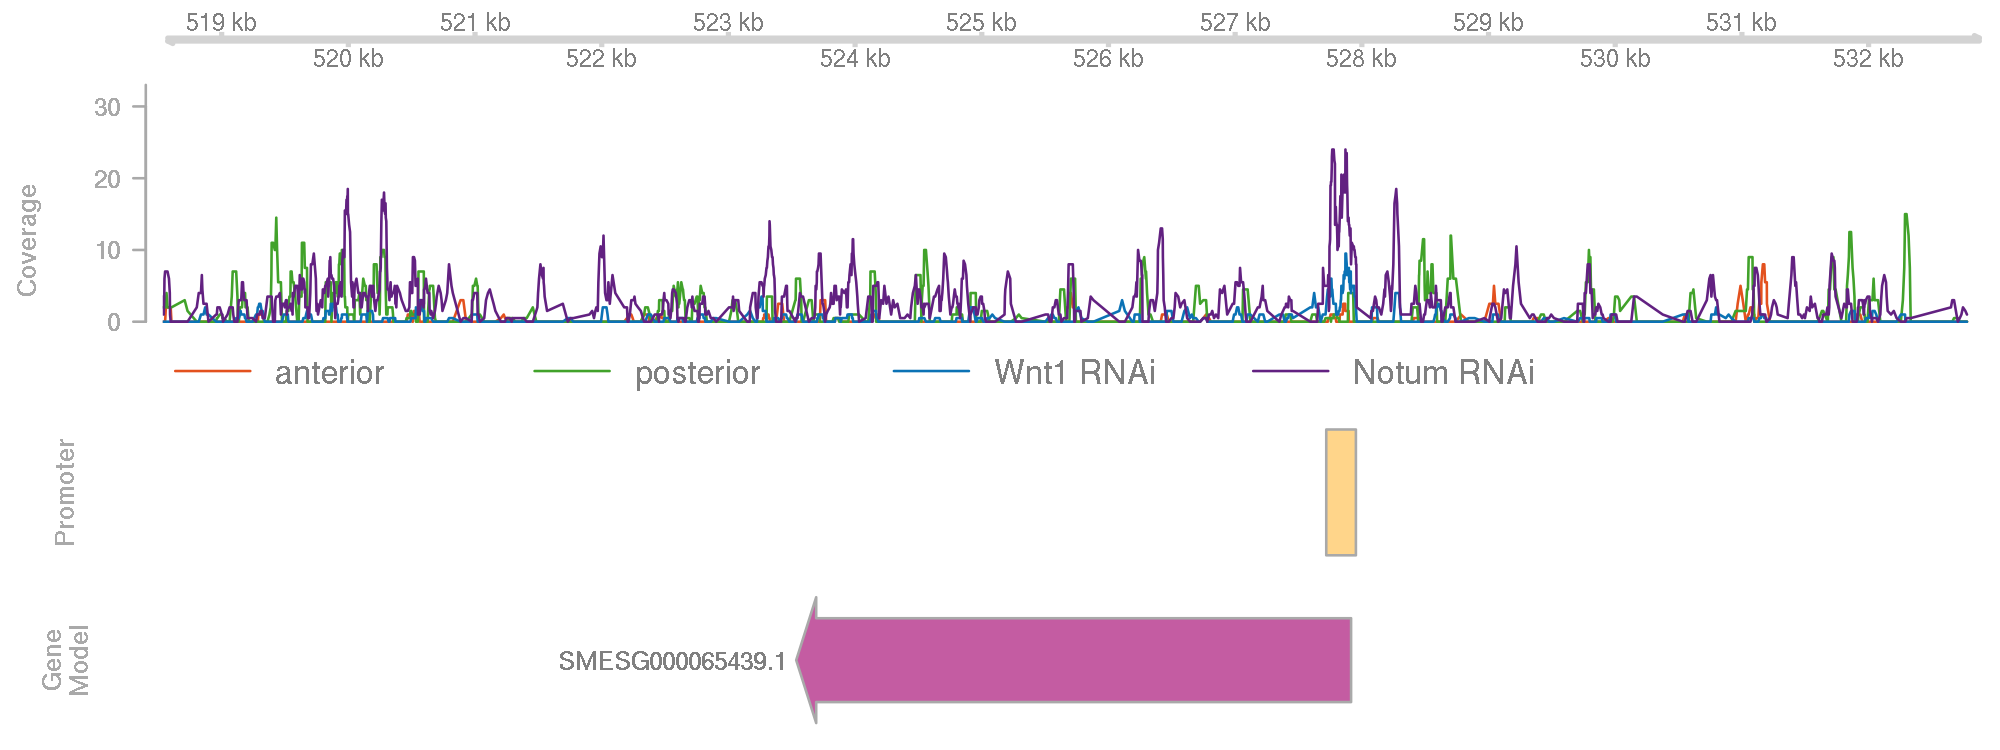 519 kb 521 kb 523 kb 525 kb 527 kb 529 kb 531 kb
520 kb 522 kb 524 kb 526 kb 528 kb 530 kb 532 kb
30
20
10
0
Coverage
anterior posterior Wnt1 RNAi Notum RNAi
Promoter
Gene
Model
SMESG000065439.1